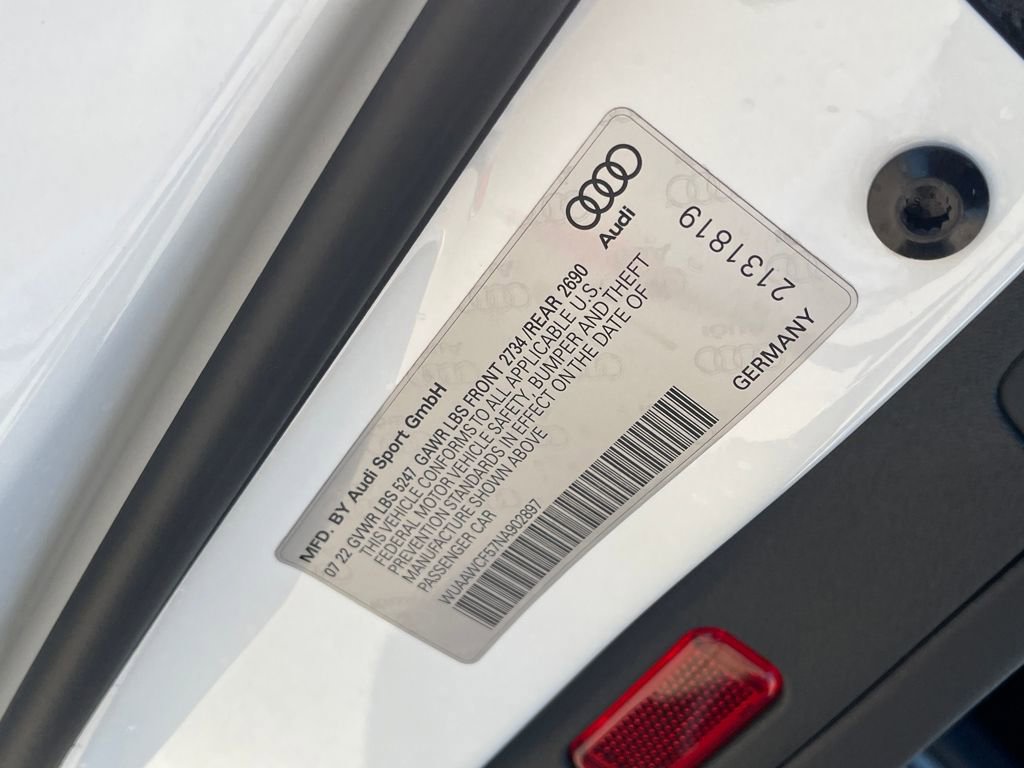 Audi
2131819
MFD. BY Audi Sport GmbH
07 22 GVWR LBS 5247 GAWR LBS FRONT 2734 /REAR 2690
THIS VEHICLE CONFORMS TO ALL APPLICABLE U.S.
FEDERAL MOTOR VEHICLE SAFETY, BUMPER AND THEFT
PREVENTION STANDARDS IN EFFECT ON THE DATE OF
MANUFACTURE SHOWN ABOVE
PASSENGER CAR
WUAAWCF57NA902897
GERMANY